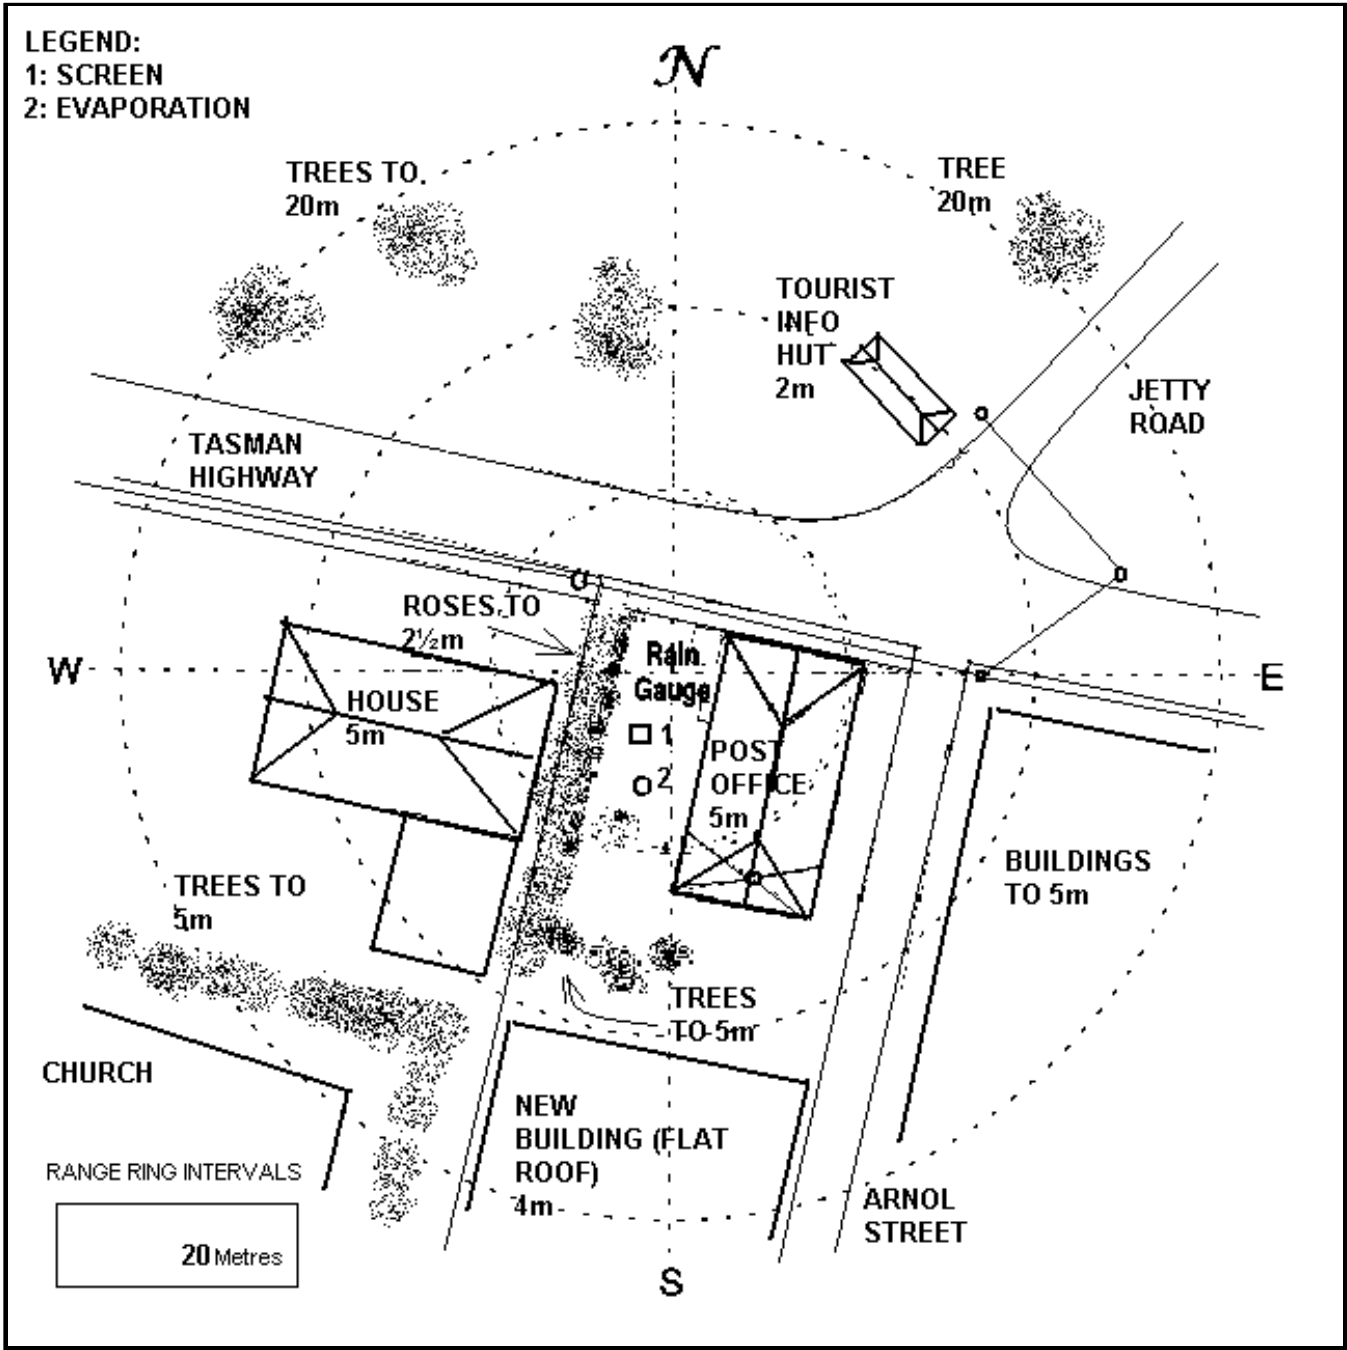 LEGEND:
1: SCREEN
2: EVAPORATION
N
TREES TO
20m
TREE
20m
TOURIST
INFO
HUT
2m
JETTY
ROAD
TASMAN
HIGHWAY
ROSES TO
2½m
Rain
Gauge
W
E
HOUSE
5m
1
2
POST
OFFICE
5m
BUILDINGS
TO 5m
TREES TO
5m
TREES
TO 5m
CHURCH
NEW
BUILDING (FLAT
ROOF)
4m
RANGE RING INTERVALS
20 Metres
ARNOL
STREET
S